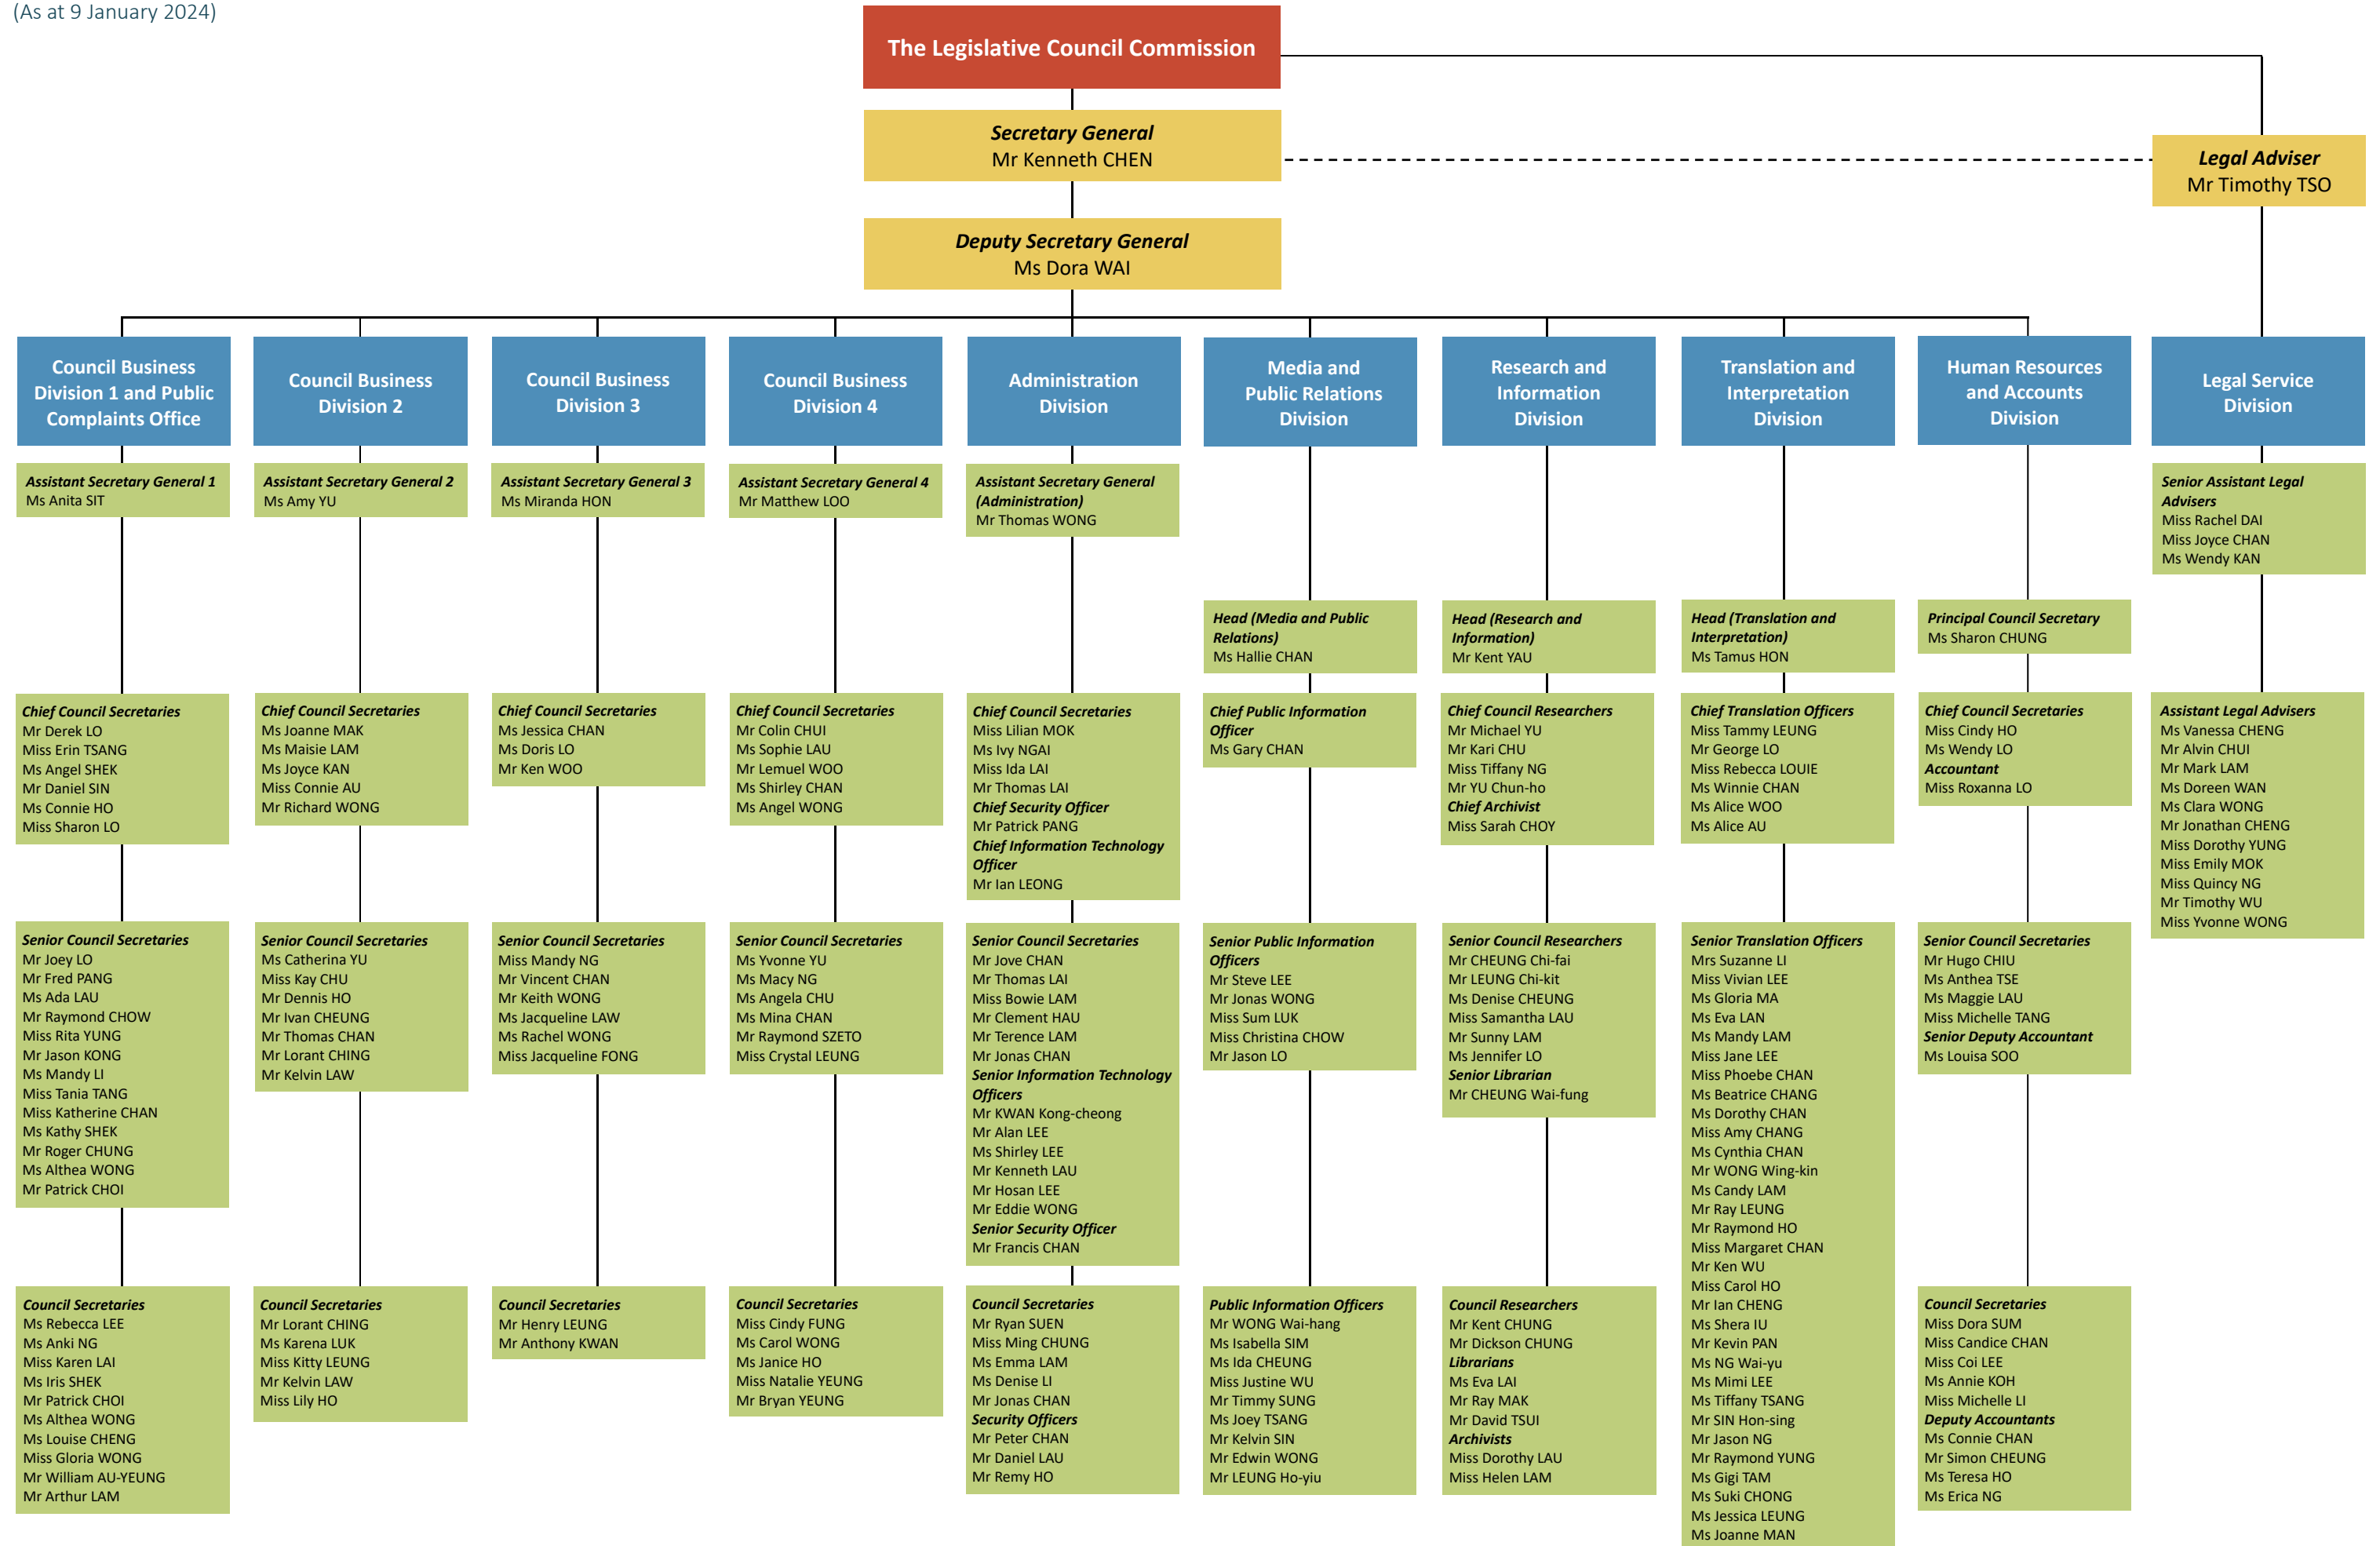 (As at 9 January 2024)
The Legislative Council Commission
Secretary General
Mr Kenneth CHEN
Legal Adviser
Mr Timothy TSO
Deputy Secretary General
Ms Dora WAI
Council Business
Division 1 and Public
Complaints Office
Assistant Secretary General 1
Ms Anita SIT
Chief Council Secretaries
Mr Derek LO
Miss Erin TSANG
Ms Angel SHEK
Mr Daniel SIN
Ms Connie HO
Miss Sharon LO
Senior Council Secretaries
Mr Joey LO
Mr Fred PANG
Ms Ada LAU
Mr Raymond CHOW
Miss Rita YUNG
Mr Jason KONG
Ms Mandy LI
Miss Tania TANG
Miss Katherine CHAN
Ms Kathy SHEK
Mr Roger CHUNG
Ms Althea WONG
Mr Patrick CHOI
Council Secretaries
Ms Rebecca LEE
Ms Anki NG
Miss Karen LAI
Ms Iris SHEK
Mr Patrick CHOI
Ms Althea WONG
Ms Louise CHENG
Miss Gloria WONG
Mr William AU-YEUNG
Mr Arthur LAM
Council Business
Division 2
Assistant Secretary General 2
Ms Amy YU
Chief Council Secretaries
Ms Joanne MAK
Ms Maisie LAM
Ms Joyce KAN
Miss Connie AU
Mr Richard WONG
Senior Council Secretaries
Ms Catherina YU
Miss Kay CHU
Mr Dennis HO
Mr Ivan CHEUNG
Mr Thomas CHAN
Mr Lorant CHING
Mr Kelvin LAW
Council Secretaries
Mr Lorant CHING
Ms Karena LUK
Miss Kitty LEUNG
Mr Kelvin LAW
Miss Lily HO
Council Business
Division 3
Assistant Secretary General 3
Ms Miranda HON
Chief Council Secretaries
Ms Jessica CHAN
Ms Doris LO
Mr Ken WOO
Senior Council Secretaries
Miss Mandy NG
Mr Vincent CHAN
Mr Keith WONG
Ms Jacqueline LAW
Ms Rachel WONG
Miss Jacqueline FONG
Council Secretaries
Mr Henry LEUNG
Mr Anthony KWAN
Council Business
Division 4
Assistant Secretary General 4
Mr Matthew LOO
Chief Council Secretaries
Mr Colin CHUI
Ms Sophie LAU
Mr Lemuel WOO
Ms Shirley CHAN
Ms Angel WONG
Senior Council Secretaries
Ms Yvonne YU
Ms Macy NG
Ms Angela CHU
Ms Mina CHAN
Mr Raymond SZETO
Miss Crystal LEUNG
Council Secretaries
Miss Cindy FUNG
Ms Carol WONG
Ms Janice HO
Miss Natalie YEUNG
Mr Bryan YEUNG
Administration
Division
Assistant Secretary General
(Administration)
Mr Thomas WONG
Chief Council Secretaries
Miss Lilian MOK
Ms Ivy NGAI
Miss Ida LAI
Mr Thomas LAI
Chief Security Officer
Mr Patrick PANG
Chief Information Technology
Officer
Mr Ian LEONG
Senior Council Secretaries
Mr Jove CHAN
Mr Thomas LAI
Miss Bowie LAM
Mr Clement HAU
Mr Terence LAM
Mr Jonas CHAN
Senior Information Technology
Officers
Mr KWAN Kong-cheong
Mr Alan LEE
Ms Shirley LEE
Mr Kenneth LAU
Mr Hosan LEE
Mr Eddie WONG
Senior Security Officer
Mr Francis CHAN
Council Secretaries
Mr Ryan SUEN
Miss Ming CHUNG
Ms Emma LAM
Ms Denise LI
Mr Jonas CHAN
Security Officers
Mr Peter CHAN
Mr Daniel LAU
Mr Remy HO
Media and
Public Relations
Division
Head (Media and Public
Relations)
Ms Hallie CHAN
Chief Public Information
Officer
Ms Gary CHAN
Senior Public Information
Officers
Mr Steve LEE
Mr Jonas WONG
Miss Sum LUK
Miss Christina CHOW
Mr Jason LO
Public Information Officers
Mr WONG Wai-hang
Ms Isabella SIM
Ms Ida CHEUNG
Miss Justine WU
Mr Timmy SUNG
Ms Joey TSANG
Mr Kelvin SIN
Mr Edwin WONG
Mr LEUNG Ho-yiu
Research and
Information
Division
Head (Research and
Information)
Mr Kent YAU
Chief Council Researchers
Mr Michael YU
Mr Kari CHU
Miss Tiffany NG
Mr YU Chun-ho
Chief Archivist
Miss Sarah CHOY
Senior Council Researchers
Mr CHEUNG Chi-fai
Mr LEUNG Chi-kit
Ms Denise CHEUNG
Miss Samantha LAU
Mr Sunny LAM
Ms Jennifer LO
Senior Librarian
Mr CHEUNG Wai-fung
Council Researchers
Mr Kent CHUNG
Mr Dickson CHUNG
Librarians
Ms Eva LAI
Mr Ray MAK
Mr David TSUI
Archivists
Miss Dorothy LAU
Miss Helen LAM
Translation and
Interpretation
Division
Head (Translation and
Interpretation)
Ms Tamus HON
Chief Translation Officers
Miss Tammy LEUNG
Mr George LO
Miss Rebecca LOUIE
Ms Winnie CHAN
Ms Alice WOO
Ms Alice AU
Senior Translation Officers
Mrs Suzanne LI
Miss Vivian LEE
Ms Gloria MA
Ms Eva LAN
Ms Mandy LAM
Miss Jane LEE
Miss Phoebe CHAN
Ms Beatrice CHANG
Ms Dorothy CHAN
Miss Amy CHANG
Ms Cynthia CHAN
Mr WONG Wing-kin
Ms Candy LAM
Mr Ray LEUNG
Mr Raymond HO
Miss Margaret CHAN
Mr Ken WU
Miss Carol HO
Mr Ian CHENG
Ms Shera IU
Mr Kevin PAN
Ms NG Wai-yu
Ms Mimi LEE
Ms Tiffany TSANG
Mr SIN Hon-sing
Mr Jason NG
Mr Raymond YUNG
Ms Gigi TAM
Ms Suki CHONG
Ms Jessica LEUNG
Ms Joanne MAN
Human Resources
and Accounts
Division
Principal Council Secretary
Ms Sharon CHUNG
Chief Council Secretaries
Miss Cindy HO
Ms Wendy LO
Accountant
Miss Roxanna LO
Senior Council Secretaries
Mr Hugo CHIU
Ms Anthea TSE
Ms Maggie LAU
Miss Michelle TANG
Senior Deputy Accountant
Ms Louisa SOO
Council Secretaries
Miss Dora SUM
Miss Candice CHAN
Miss Coi LEE
Ms Annie KOH
Miss Michelle LI
Deputy Accountants
Ms Connie CHAN
Mr Simon CHEUNG
Ms Teresa HO
Ms Erica NG
Legal Service
Division
Senior Assistant Legal
Advisers
Miss Rachel DAI
Miss Joyce CHAN
Ms Wendy KAN
Assistant Legal Advisers
Ms Vanessa CHENG
Mr Alvin CHUI
Mr Mark LAM
Ms Doreen WAN
Ms Clara WONG
Mr Jonathan CHENG
Miss Dorothy YUNG
Miss Emily MOK
Miss Quincy NG
Mr Timothy WU
Miss Yvonne WONG